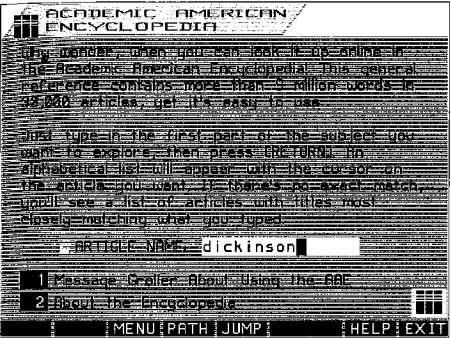 ACADEMIC AMERICAN
ENCYCLOPEDIA
Why wonder, when you can look it up online in
the Academic American Encyclopedia! This general
reference contains more than 9 million words in
33,000 articles, yet it's easy to use.
Just type in the first part of the subject you
want to explore, then press [RETURN]. An
alphabetical list will appear with the cursor on
the article you want. If there's no exact match,
you'll see a list of articles with titles most
closely matching what you typed.
ARTICLE NAME: dickinson
1 Message Grolier About Using the AAE
2 About the Encyclopedia
MENU PATH JUMP HELP EXIT